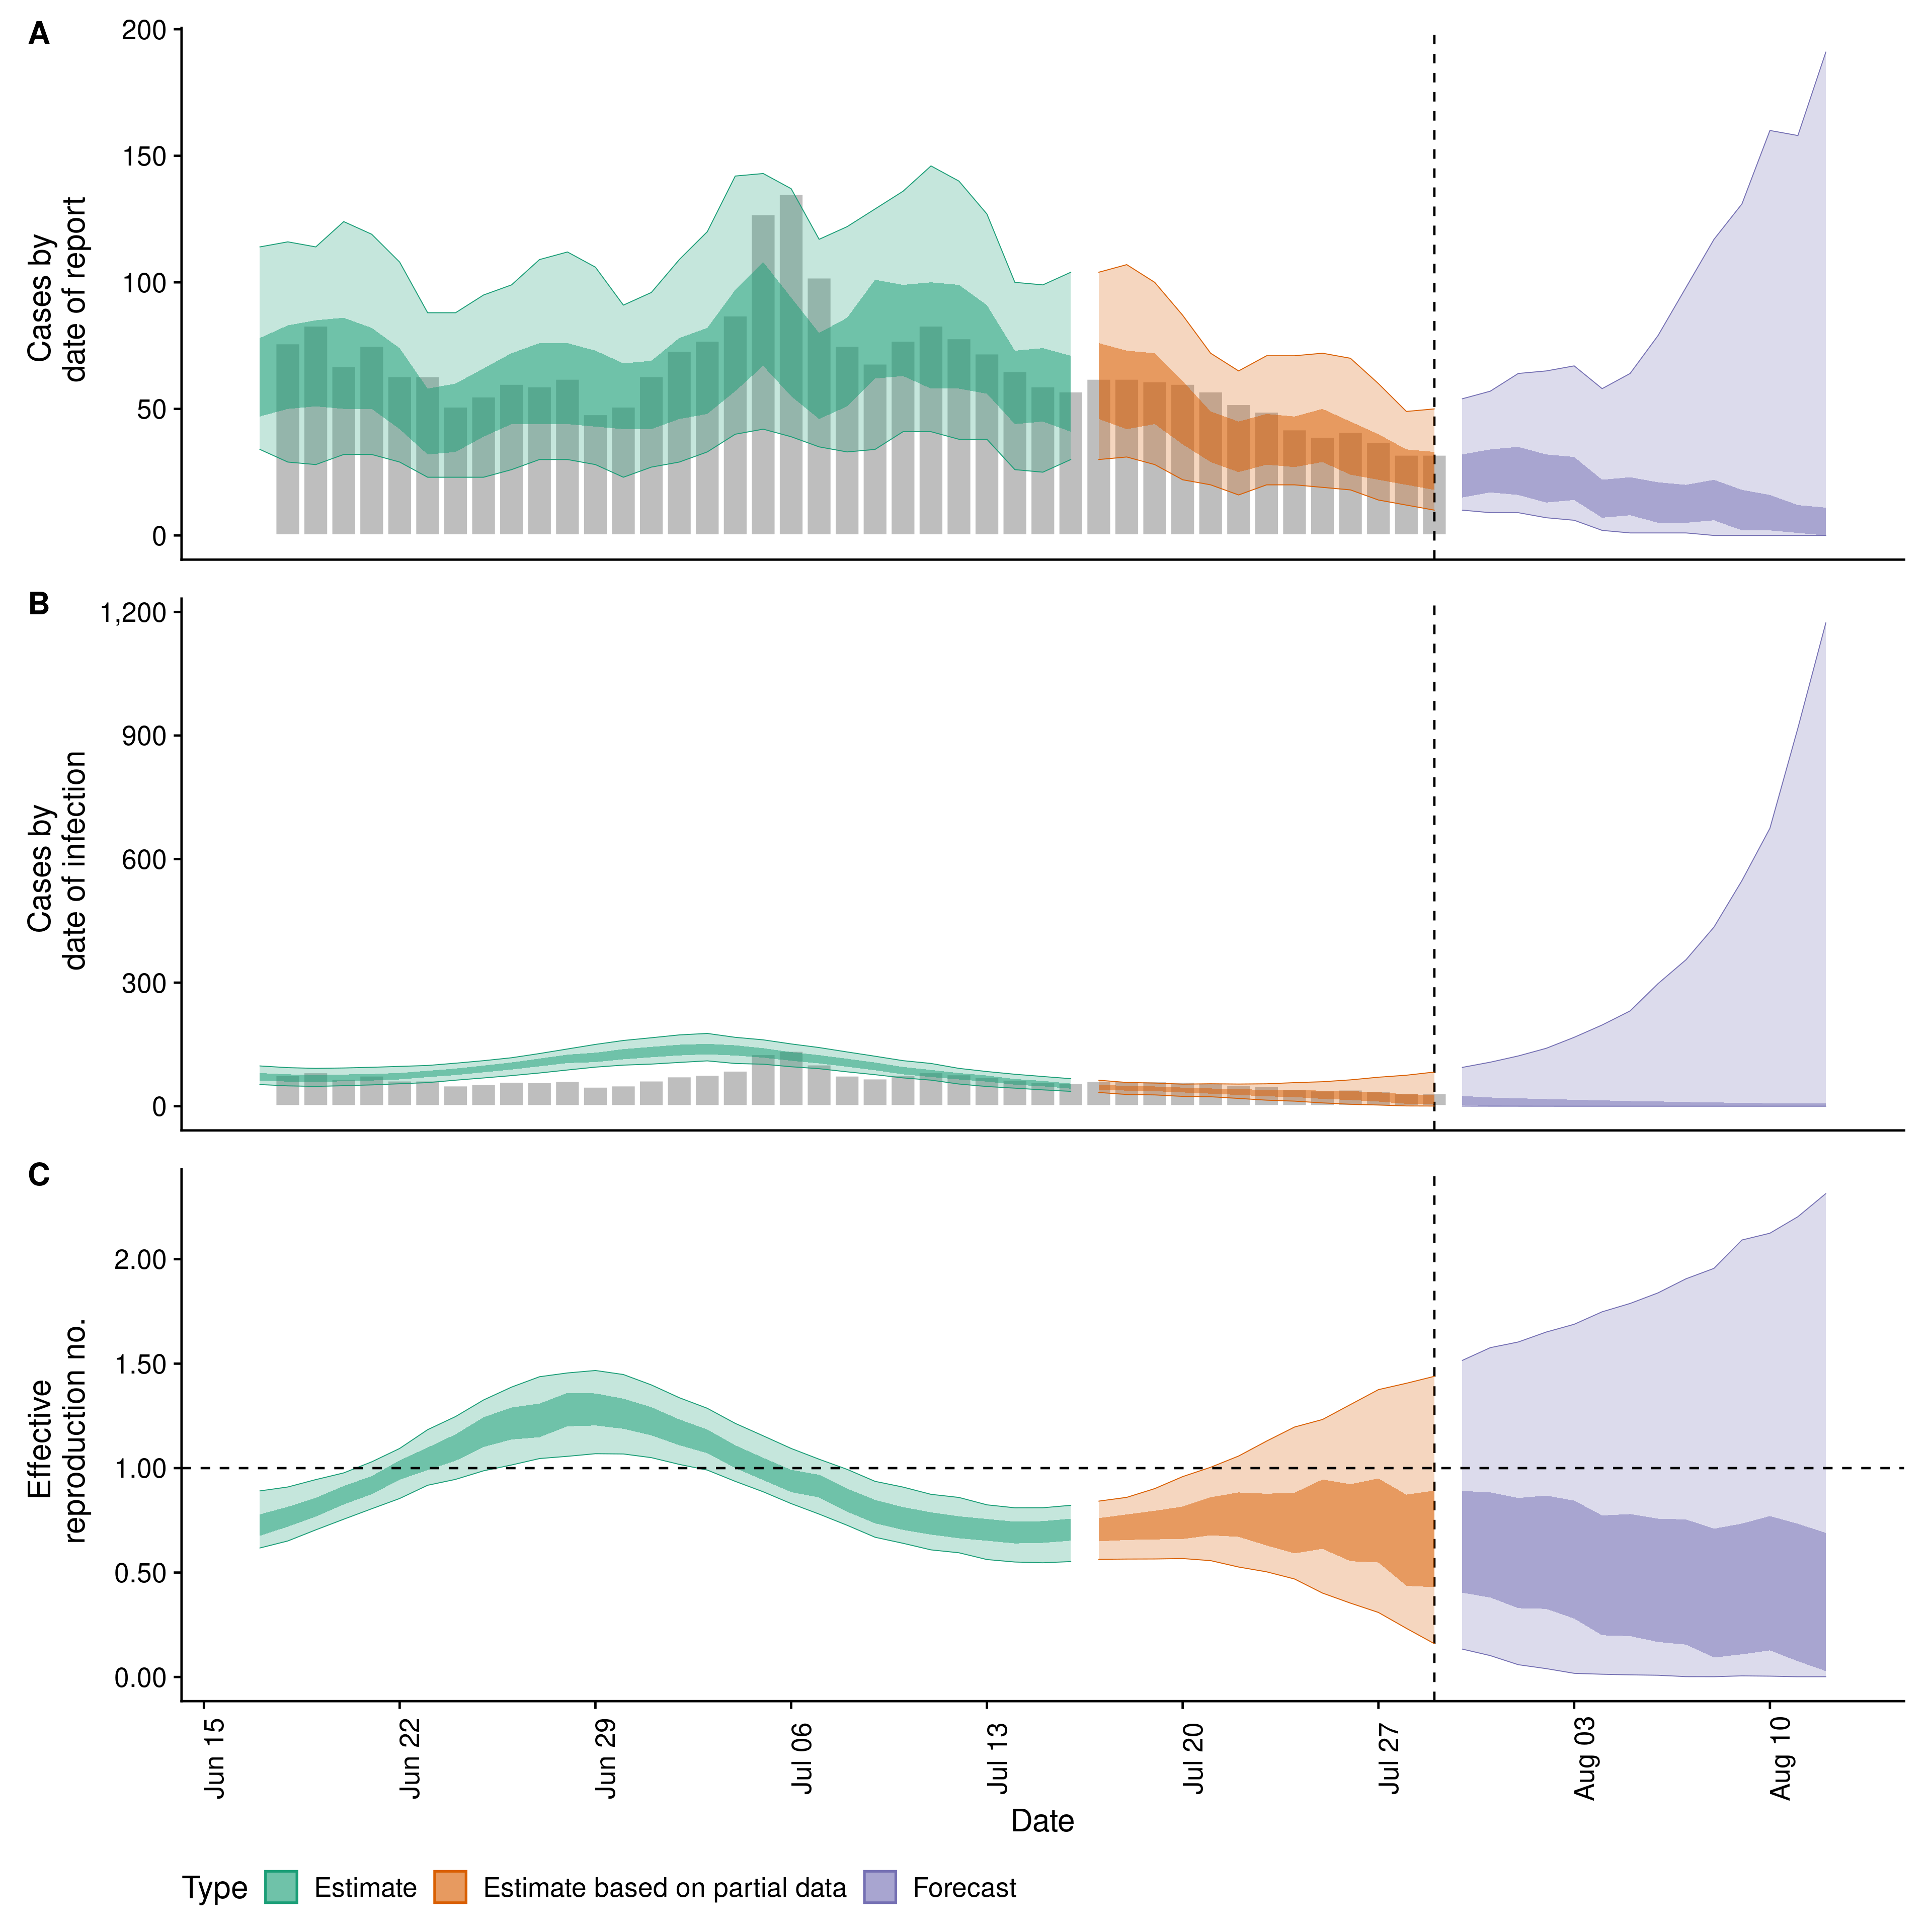 A
Cases by
date of report
200
150
100
50
0
B
Cases by
date of infection
1,200
900
600
300
0
C
Effective
reproduction no.
2.00
1.50
1.00
0.50
0.00
Jun 15
Jun 22
Jun 29
Jul 06
Jul 13
Jul 20
Jul 27
Aug 03
Aug 10
Date
Type Estimate Estimate based on partial data Forecast